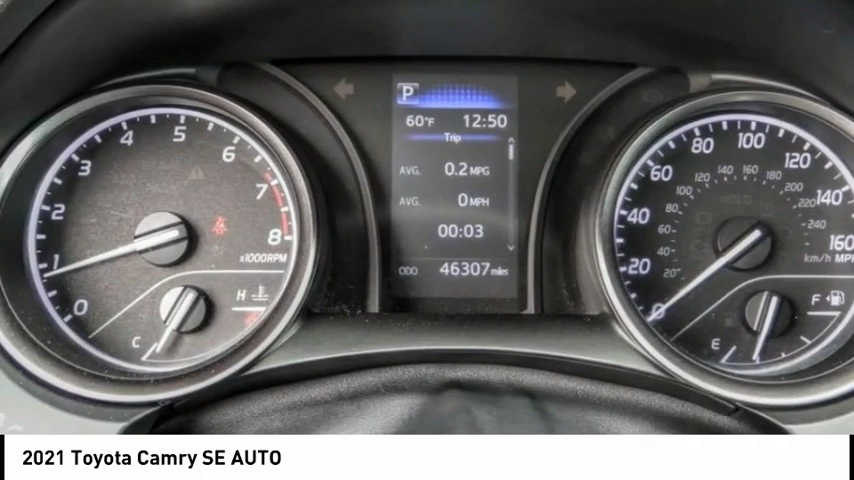 P
60°F 12:50
Trip
AVG. 0.2 MPG
AVG. 0 MPH
00:03
ODO 46307 miles
0 1 2 3 4 5 6 7 8
x1000RPM
C H
0 20 40 60 80 100 120 140 160
20 40 60 80 100 120 140 160 180 200 220 240
km/h MPH
E F
2021 Toyota Camry SE AUTO